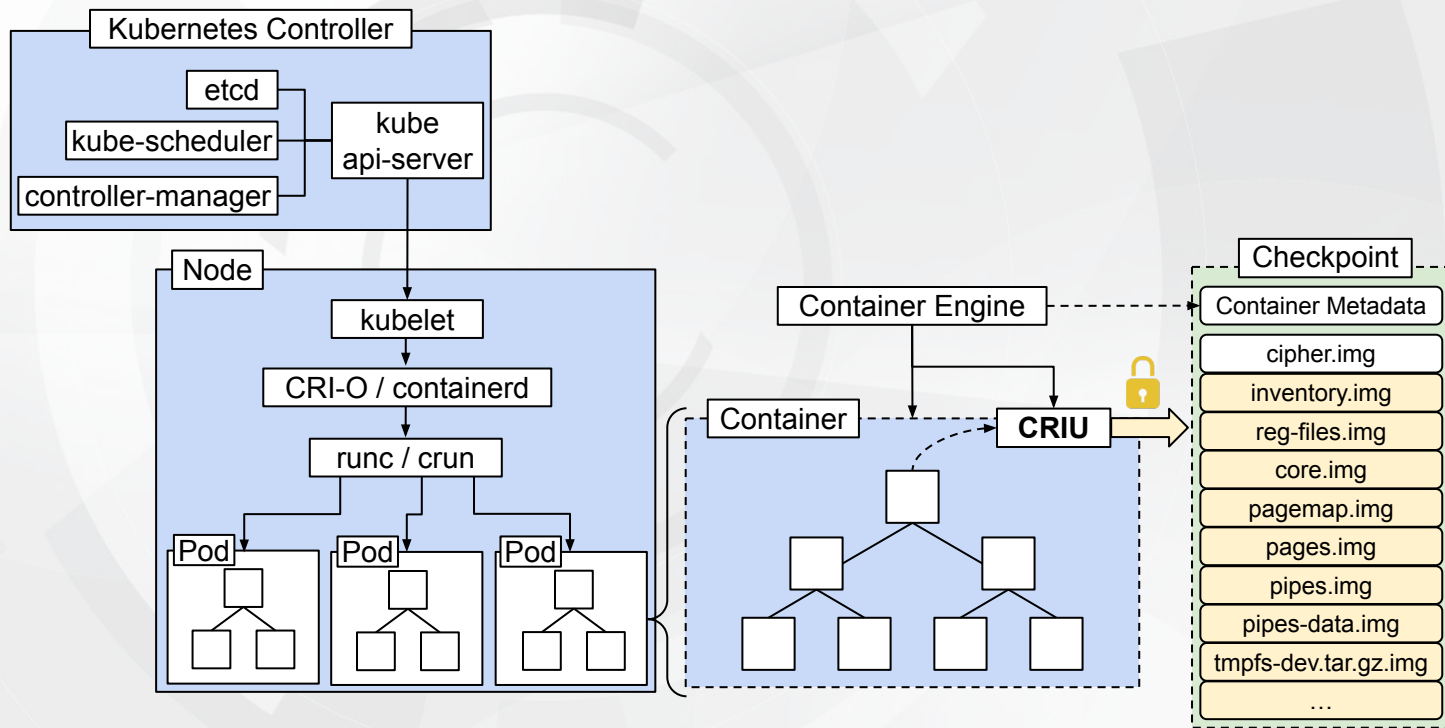 Kubernetes Controller
etcd
kube-scheduler
controller-manager
kube
api-server
Node
kubelet
CRI-O / containerd
runc / crun
Pod
Pod
Pod
Container Engine
Container
CRIU
Checkpoint
Container Metadata
cipher.img
inventory.img
reg-files.img
core.img
pagemap.img
pages.img
pipes.img
pipes-data.img
tmpfs-dev.tar.gz.img
…